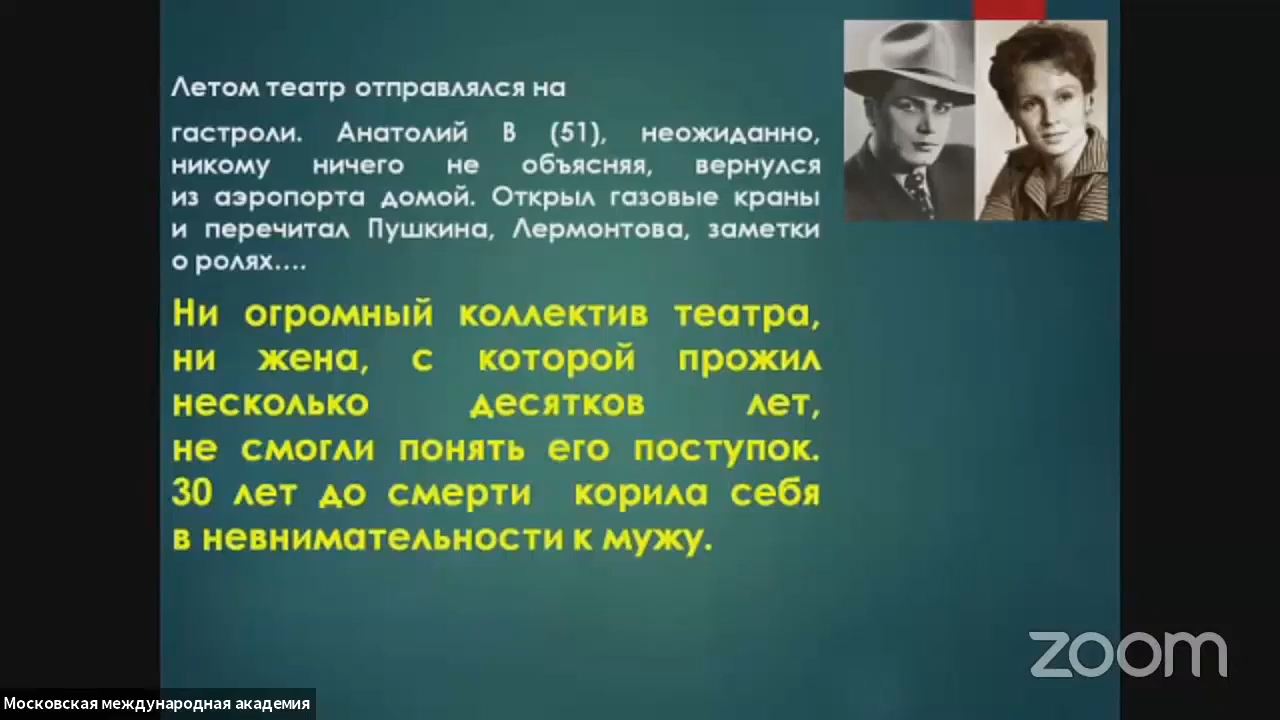 Летом театр отправлялся на
гастроли. Анатолий В (51), неожиданно,
никому ничего не объясняя, вернулся
из аэропорта домой. Открыл газовые краны
и перечитал Пушкина, Лермонтова, заметки
о ролях….
Ни огромный коллектив театра,
ни жена, с которой прожил
несколько десятков лет,
не смогли понять его поступок.
30 лет до смерти корила себя
в невнимательности к мужу.
zoom
Московская международная академия